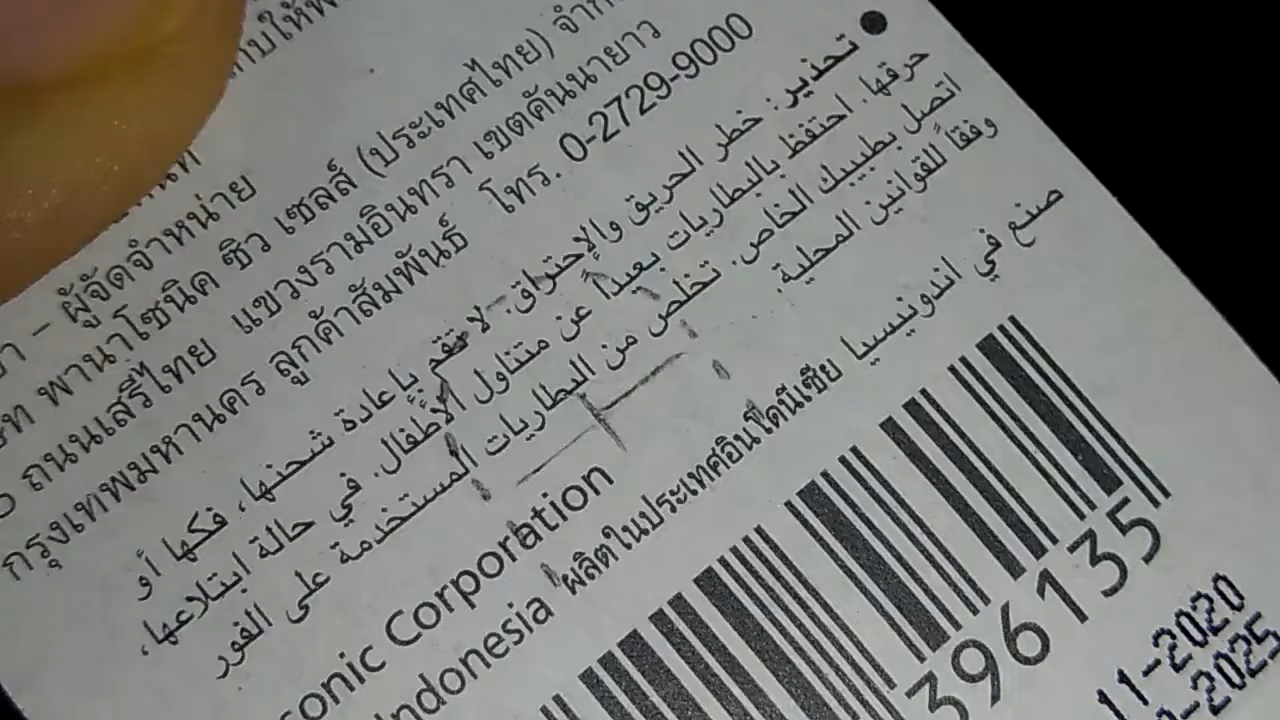 ผู้จัดจำหน่าย
พานาโซนิค ซิว เซลส์ (ประเทศไทย)
ถนนเสรีไทย แขวงรามอินทรา เขตคันนายาว
กรุงเทพมหานคร ลูกค้าสัมพันธ์ โทร. 0-2729-9000
● تحذير: خطر الحريق والإحتراق. لا تقم بإعادة شحنها، فكها أو
حرقها. احتفظ بالبطاريات بعيداً عن متناول الأطفال. في حالة ابتلاعها،
اتصل بطبيبك الخاص. تخلص من البطاريات المستخدمة على الفور
وفقاً للقوانين المحلية.
onic Corporation
Indonesia ผลิตในประเทศอินโดนีเซีย صنع في اندونيسيا
396135
11-2020
-2025